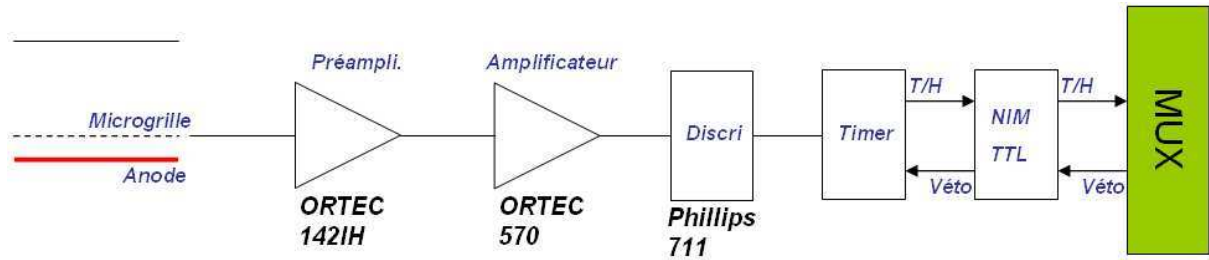 Microgrille
Anode
Préampli.
ORTEC
142IH
Amplificateur
ORTEC
570
Discri
Phillips
711
Timer
T/H
Véto
NIM
TTL
T/H
Véto
MUX